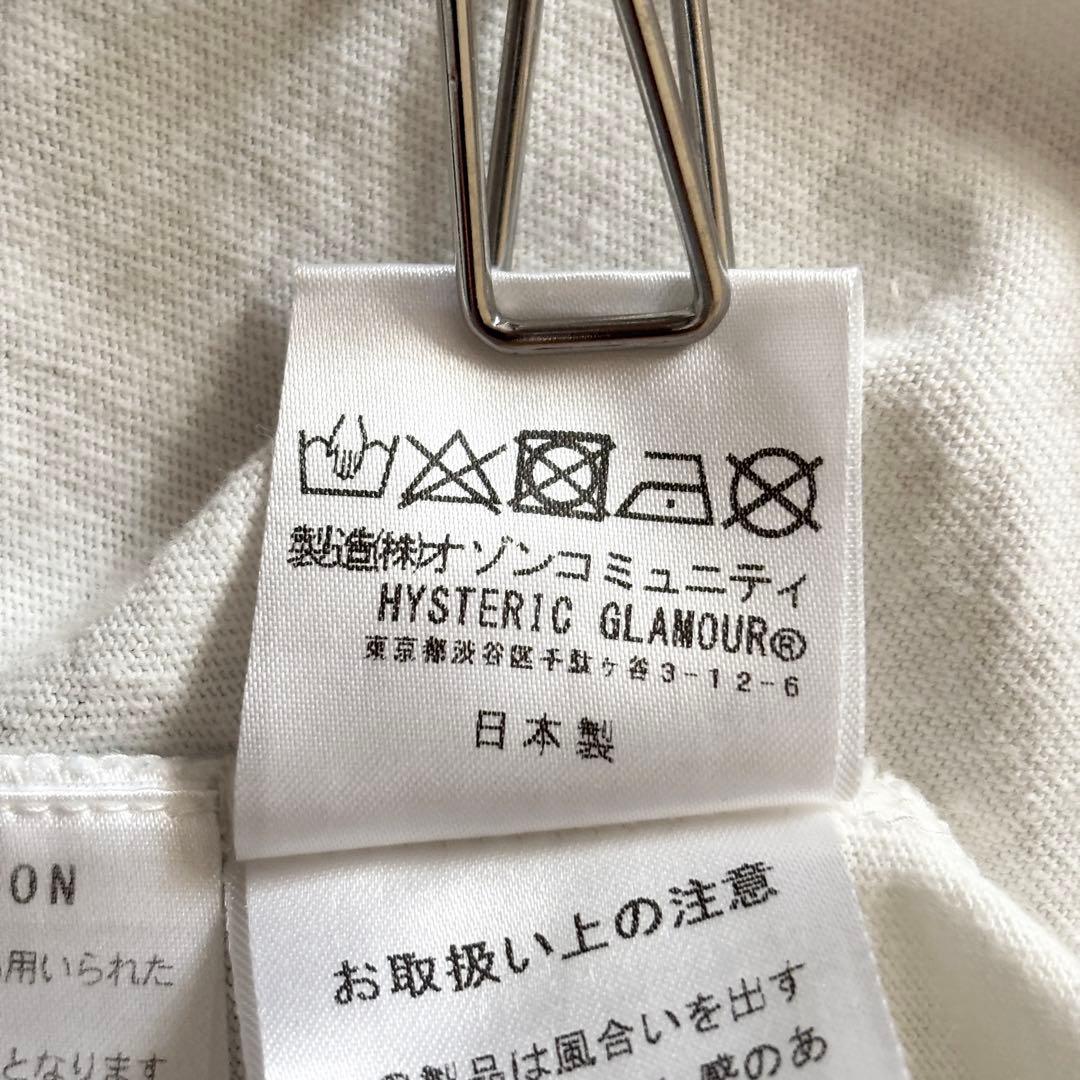 製造(株)オゾンコミュニティ
HYSTERIC GLAMOUR®
東京都渋谷区千駄ヶ谷3-12-6
日本製
ON
用いられた
となります
お取扱い上の注意
製品は風合いを出す
感のあ